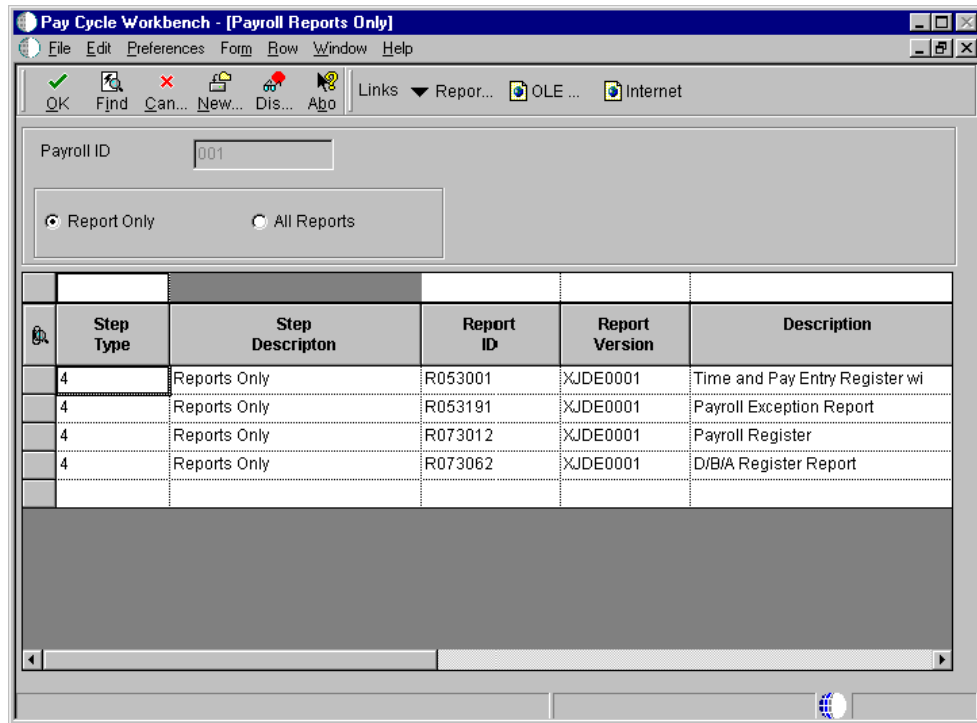 Pay Cycle Workbench - [Payroll Reports Only]
File Edit Preferences Form Row Window Help
OK Find Can... New... Dis... Abo Links Repor... OLE ... Internet
Payroll ID 001
Report Only All Reports
Step Type Step Descripton Report ID Report Version Description
4 Reports Only R053001 XJDE0001 Time and Pay Entry Register wi
4 Reports Only R053191 XJDE0001 Payroll Exception Report
4 Reports Only R073012 XJDE0001 Payroll Register
4 Reports Only R073062 XJDE0001 D/B/A Register Report